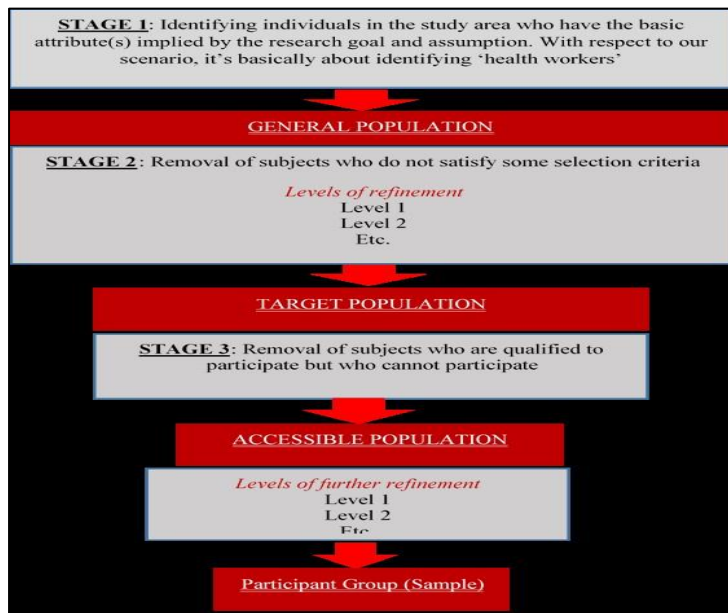 STAGE 1: Identifying individuals in the study area who have the basic
attribute(s) implied by the research goal and assumption. With respect to our
scenario, it's basically about identifying 'health workers'
GENERAL POPULATION
STAGE 2: Removal of subjects who do not satisfy some selection criteria
Levels of refinement
Level 1
Level 2
Etc.
TARGET POPULATION
STAGE 3: Removal of subjects who are qualified to
participate but who cannot participate
ACCESSIBLE POPULATION
Levels of further refinement
Level 1
Level 2
Etc
Participant Group (Sample)